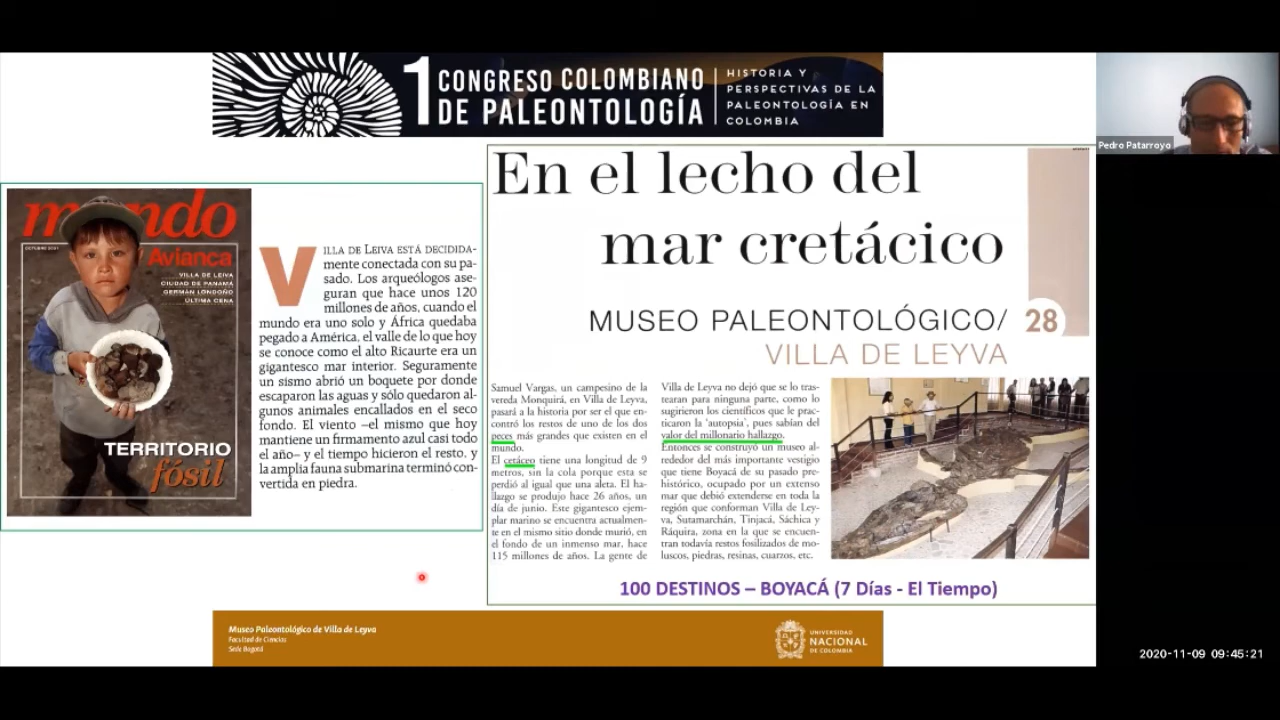 1 CONGRESO COLOMBIANO
DE PALEONTOLOGÍA
HISTORIA Y
PERSPECTIVAS DE LA
PALEONTOLOGÍA EN
COLOMBIA
Pedro Patarroyo
mundo
Avianca
VILLA DE LEIVA
CIUDAD DE PANAMÁ
GERMÁN LONDOÑO
ÚLTIMA CENA
TERRITORIO
fósil
VILLA DE LEIVA ESTÁ DECIDIDA-
mente conectada con su pa-
sado. Los arqueólogos ase-
guran que hace unos 120
millones de años, cuando el
mundo era uno solo y África quedaba
pegado a América, el valle de lo que hoy
se conoce como el alto Ricaurte era un
gigantesco mar interior. Seguramente
un sismo abrió un boquete por donde
escaparon las aguas y sólo quedaron al-
gunos animales encallados en el seco
fondo. El viento –el mismo que hoy
mantiene un firmamento azul casi todo
el año– y el tiempo hicieron el resto, y
la amplia fauna submarina terminó con-
vertida en piedra.
En el lecho del
mar cretácico
MUSEO PALEONTOLÓGICO/ 28
VILLA DE LEYVA
Samuel Vargas, un campesino de la
vereda Monquirá, en Villa de Leyva,
pasará a la historia por ser el que en-
contró los restos de uno de los dos
peces más grandes que existen en el
mundo.
El cetáceo tiene una longitud de 9
metros, sin la cola porque esta se
perdió al igual que una aleta. El ha-
llazgo se produjo hace 26 años, un
día de junio. Este gigantesco ejem-
plar marino se encuentra actualmen-
te en el mismo sitio donde murió, en
el fondo de un inmenso mar, hace
115 millones de años. La gente de
Villa de Leyva no dejó que se lo tras-
tearan para ninguna parte, como lo
sugirieron los científicos que le prac-
ticaron la 'autopsia', pues sabían del
valor del millonario hallazgo.
Entonces se construyó un museo al-
rededor del más importante vestigio
que tiene Boyacá de su pasado pre-
histórico, ocupado por un extenso
mar que debió extenderse en toda la
región que conforman Villa de Ley-
va, Sutamarchán, Tinjacá, Sáchica y
Ráquira, zona en la que se encuen-
tran todavía restos fosilizados de mo-
luscos, piedras, resinas, cuarzos, etc.
100 DESTINOS – BOYACÁ (7 Días - El Tiempo)
Museo Paleontológico de Villa de Leyva
Facultad de Ciencias
Sede Bogotá
UNIVERSIDAD
NACIONAL
DE COLOMBIA
2020-11-09 09:45:21